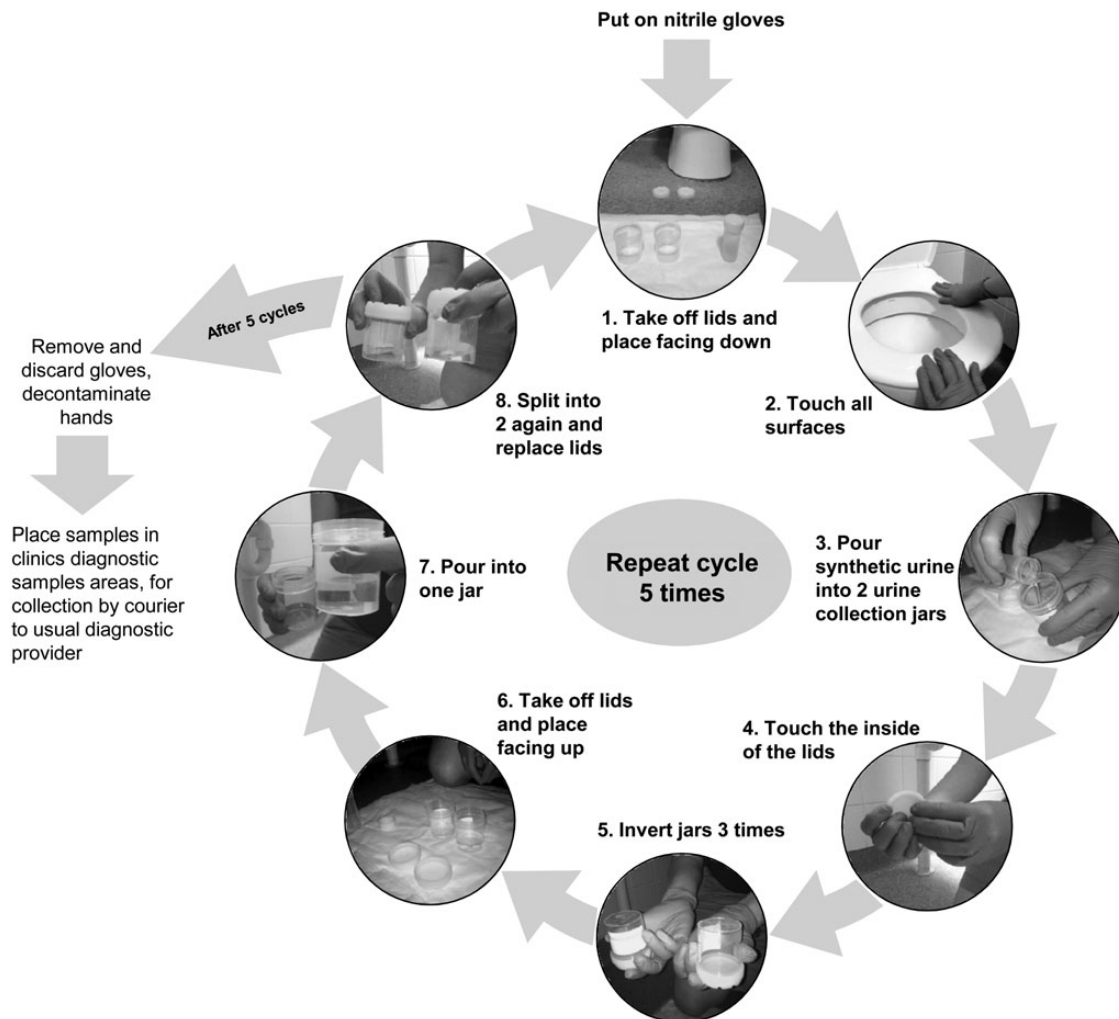 Put on nitrile gloves
1. Take off lids and
place facing down
2. Touch all
surfaces
3. Pour
synthetic urine
into 2 urine
collection jars
4. Touch the inside
of the lids
5. Invert jars 3 times
6. Take off lids
and place
facing up
7. Pour into
one jar
8. Split into
2 again and
replace lids
Repeat cycle
5 times
After 5 cycles
Remove and
discard gloves,
decontaminate
hands
Place samples in
clinics diagnostic
samples areas, for
collection by courier
to usual diagnostic
provider